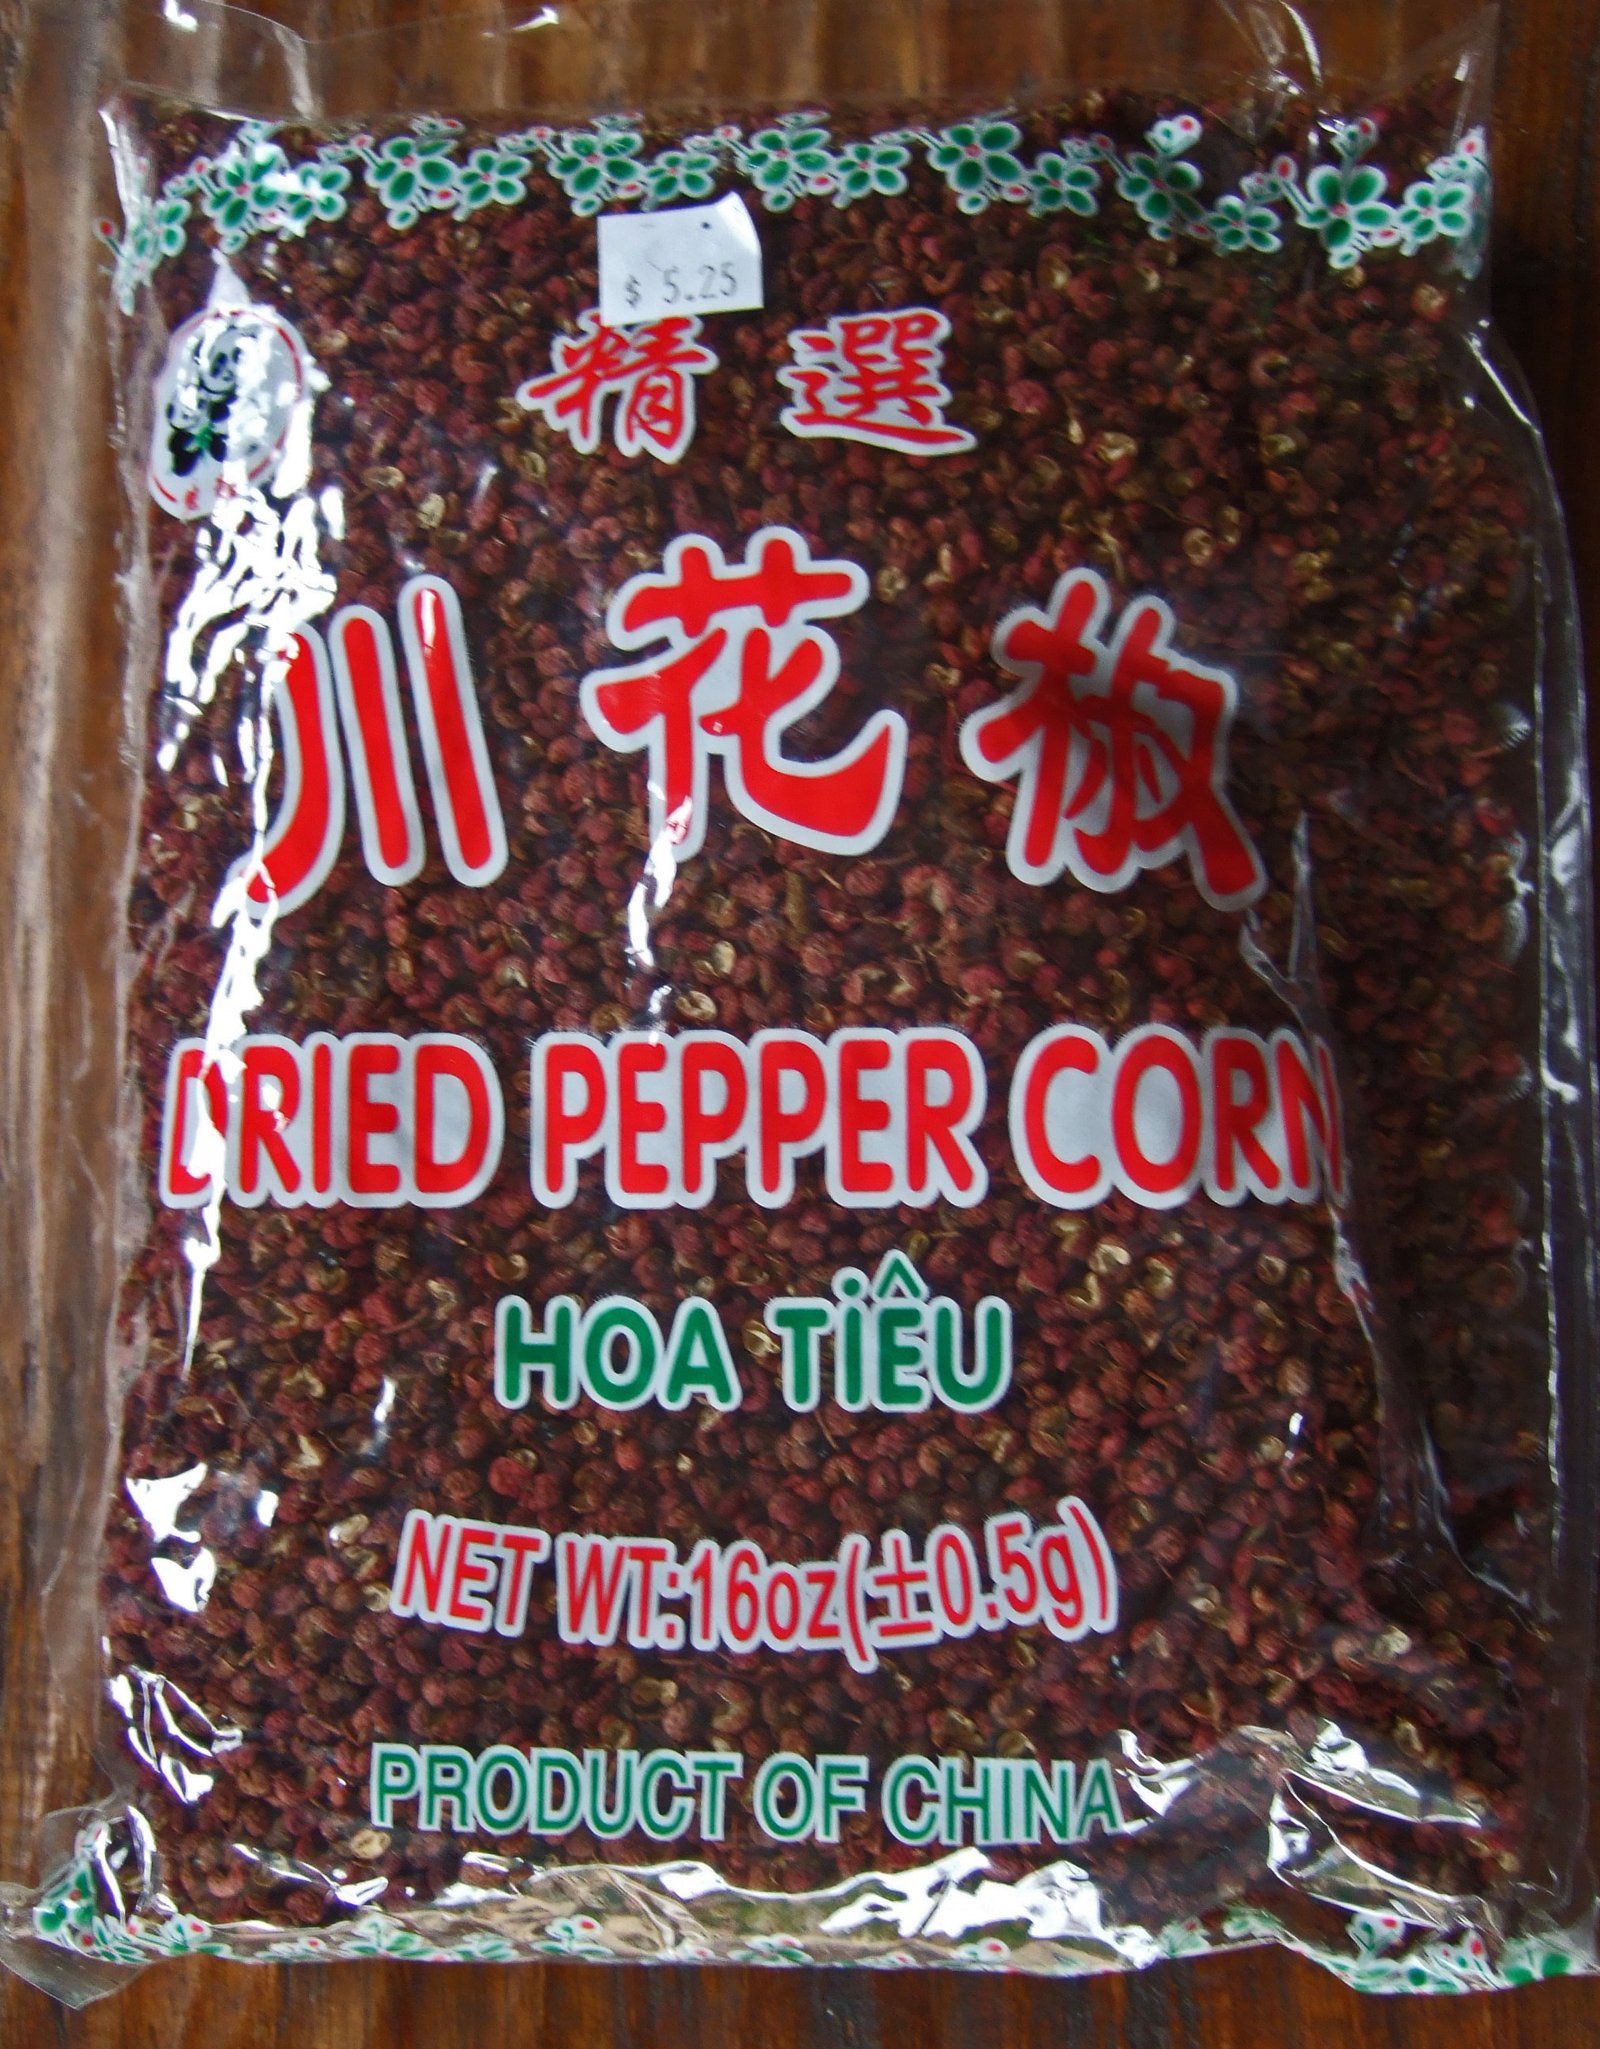 $ 5.25
精選
川花椒
DRIED PEPPER CORN
HOA TIÊU
NET WT:16oz(±0.5g)
PRODUCT OF CHINA